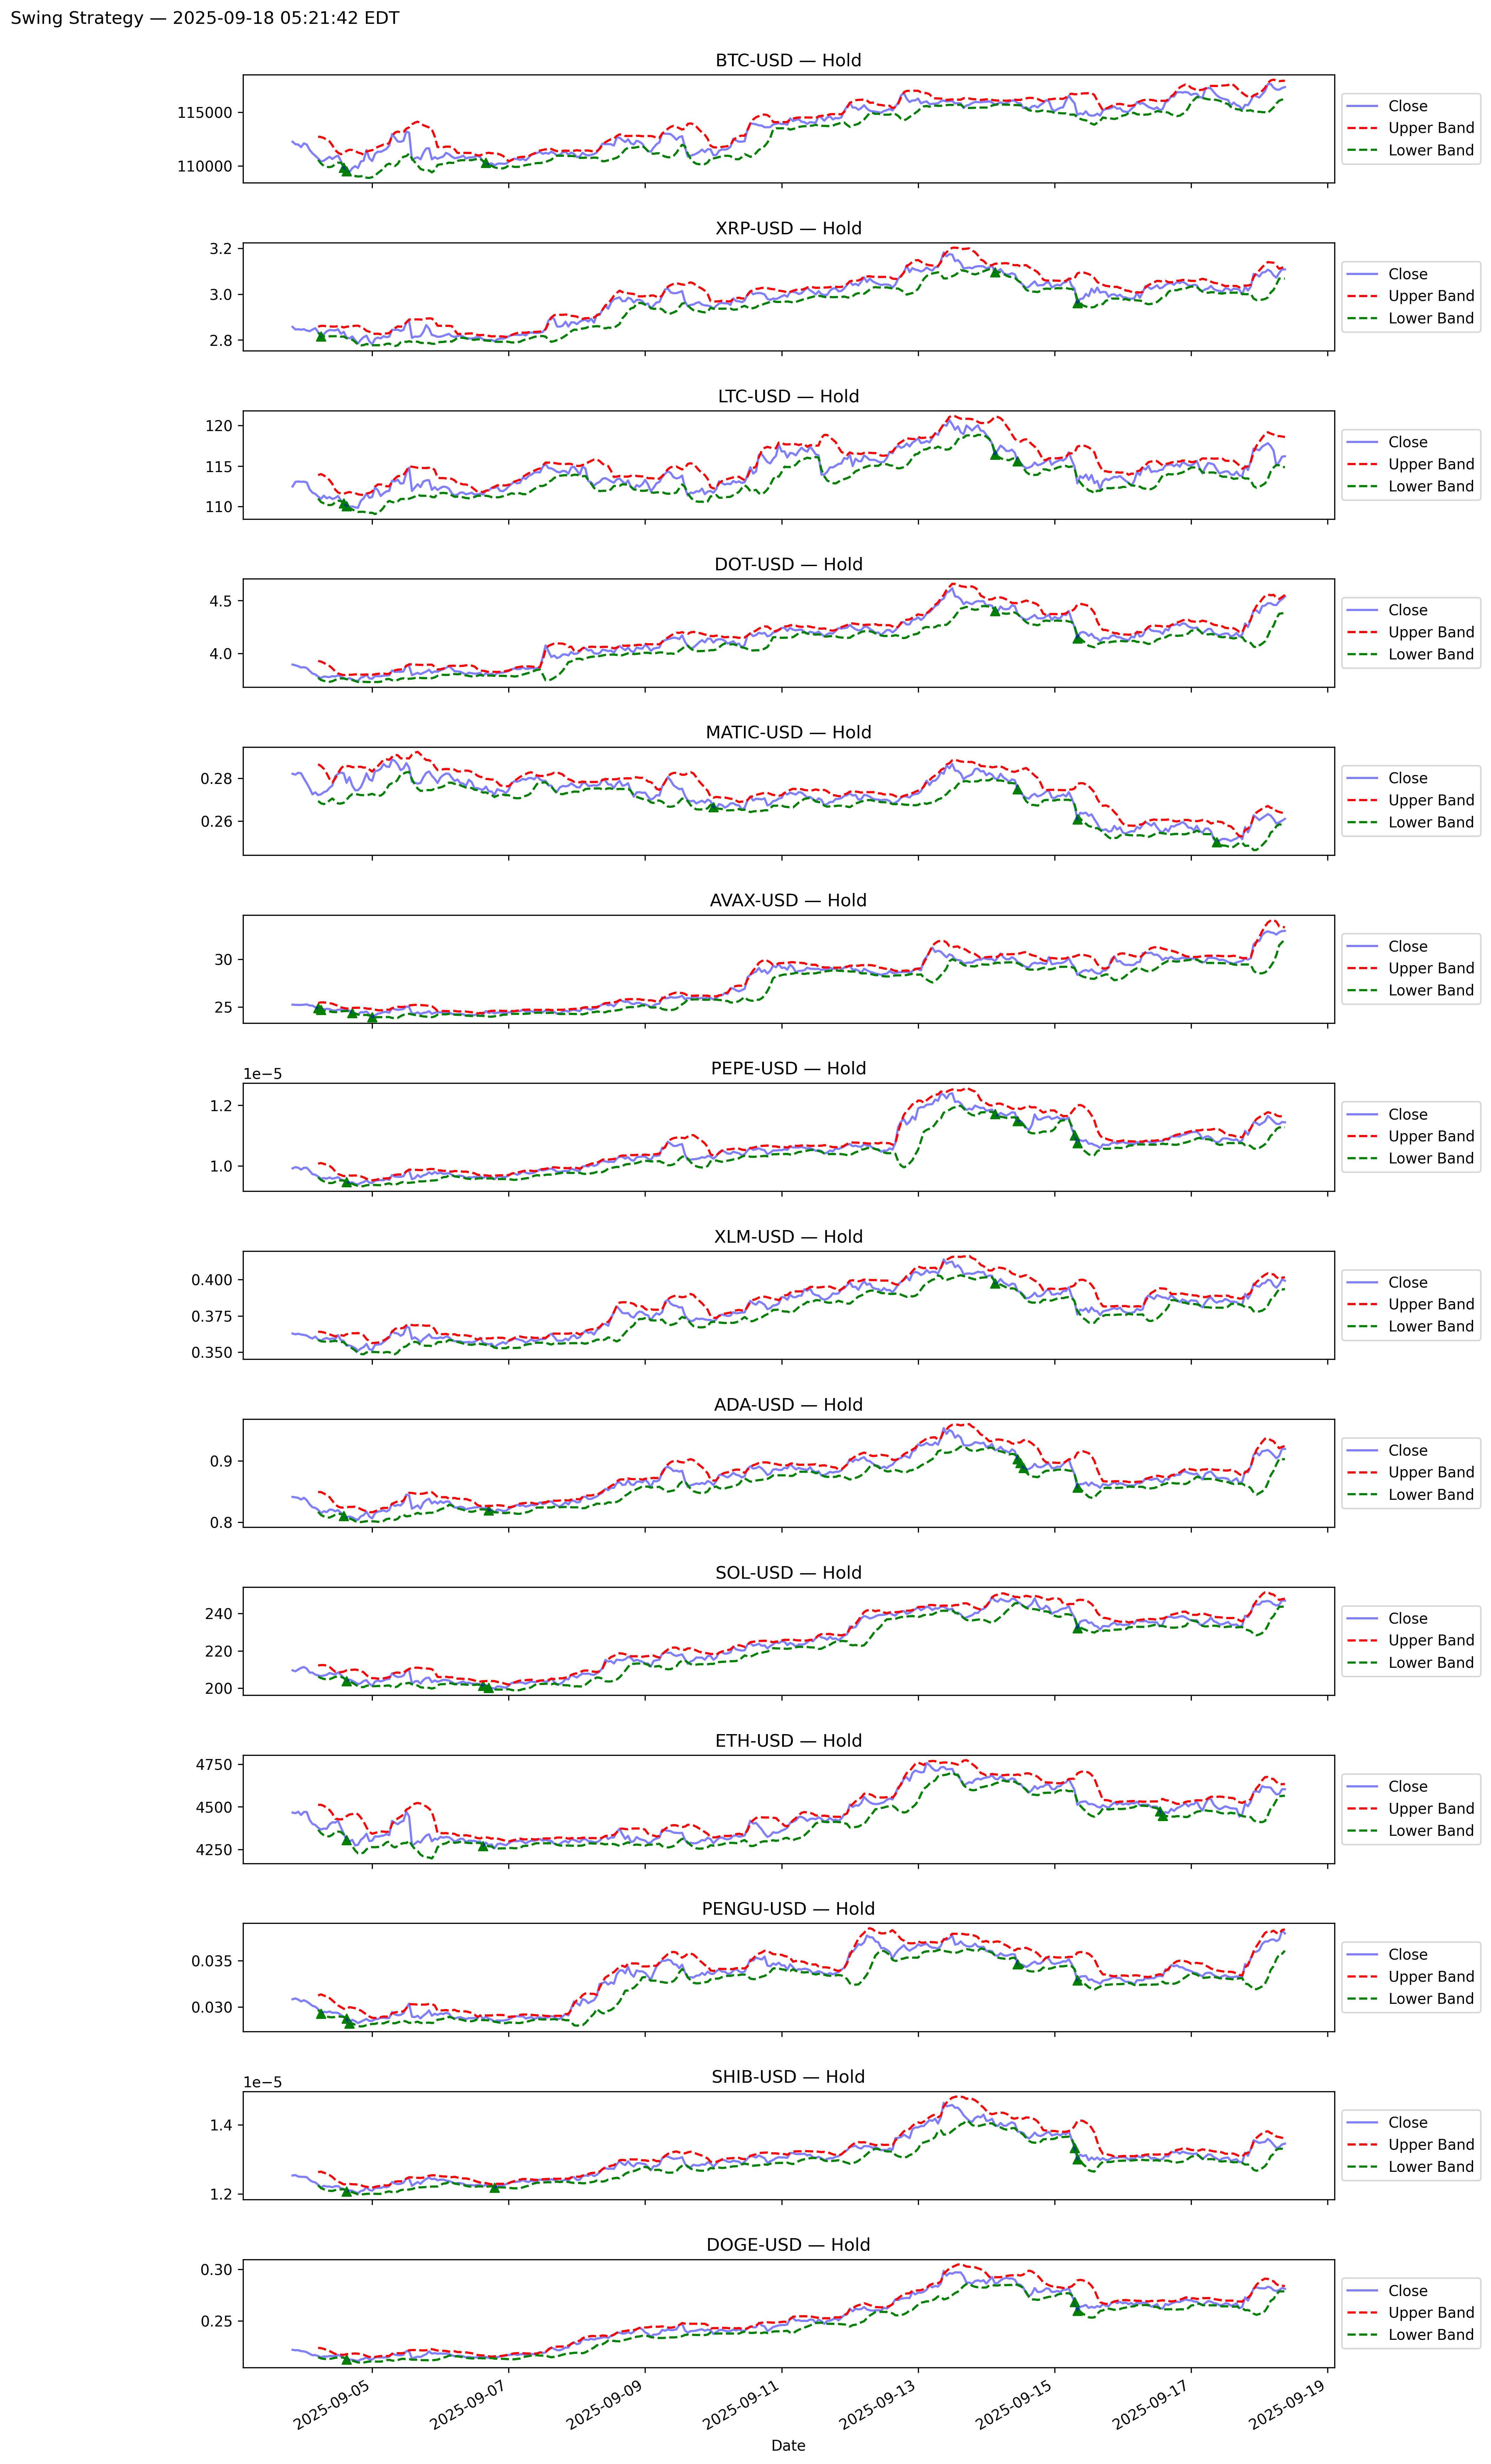 Swing Strategy — 2025-09-18 05:21:42 EDT
BTC-USD — Hold
115000
110000
Close
Upper Band
Lower Band
XRP-USD — Hold
3.2
3.0
2.8
Close
Upper Band
Lower Band
LTC-USD — Hold
120
115
110
Close
Upper Band
Lower Band
DOT-USD — Hold
4.5
4.0
Close
Upper Band
Lower Band
MATIC-USD — Hold
0.28
0.26
Close
Upper Band
Lower Band
AVAX-USD — Hold
30
25
Close
Upper Band
Lower Band
PEPE-USD — Hold
1e−5
1.2
1.0
Close
Upper Band
Lower Band
XLM-USD — Hold
0.400
0.375
0.350
Close
Upper Band
Lower Band
ADA-USD — Hold
0.9
0.8
Close
Upper Band
Lower Band
SOL-USD — Hold
240
220
200
Close
Upper Band
Lower Band
ETH-USD — Hold
4750
4500
4250
Close
Upper Band
Lower Band
PENGU-USD — Hold
0.035
0.030
Close
Upper Band
Lower Band
SHIB-USD — Hold
1e−5
1.4
1.2
Close
Upper Band
Lower Band
DOGE-USD — Hold
0.30
0.25
Close
Upper Band
Lower Band
2025-09-05
2025-09-07
2025-09-09
2025-09-11
2025-09-13
2025-09-15
2025-09-17
2025-09-19
Date